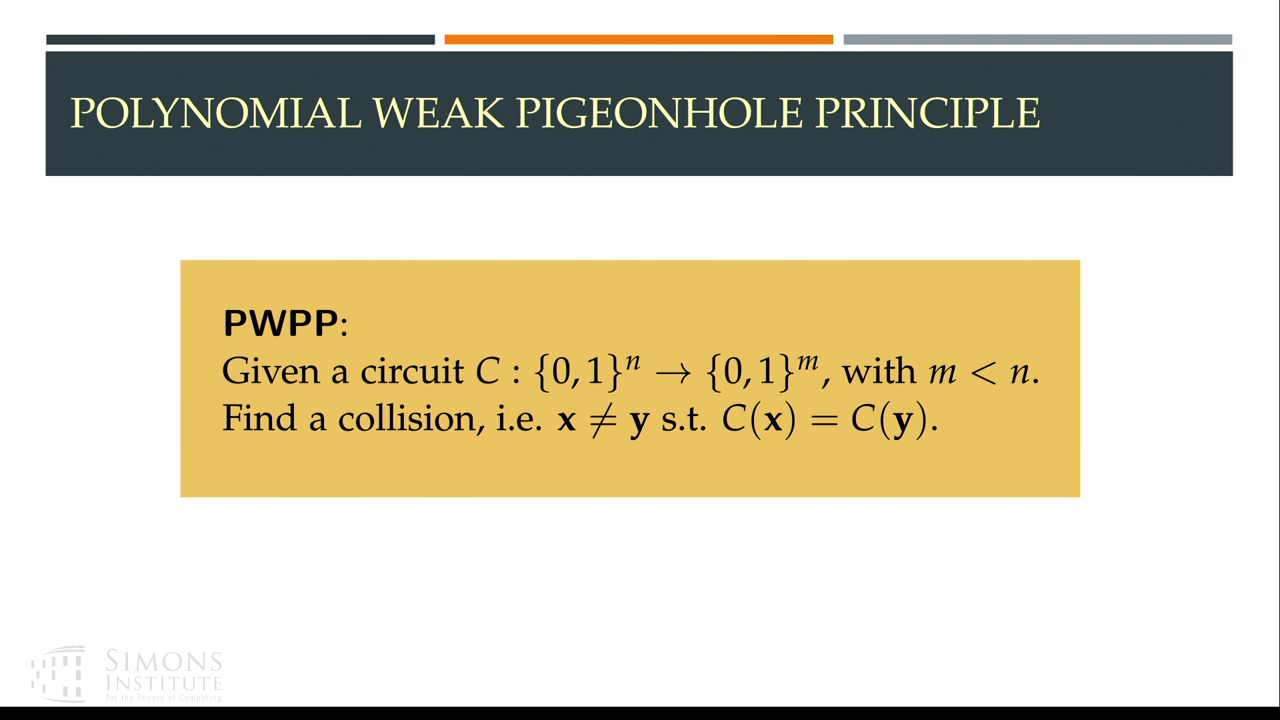 POLYNOMIAL WEAK PIGEONHOLE PRINCIPLE
PWPP:
Given a circuit C : {0, 1}ⁿ → {0, 1}ᵐ, with m < n.
Find a collision, i.e. x ≠ y s.t. C(x) = C(y).
SIMONS
INSTITUTE
for the Theory of Computing